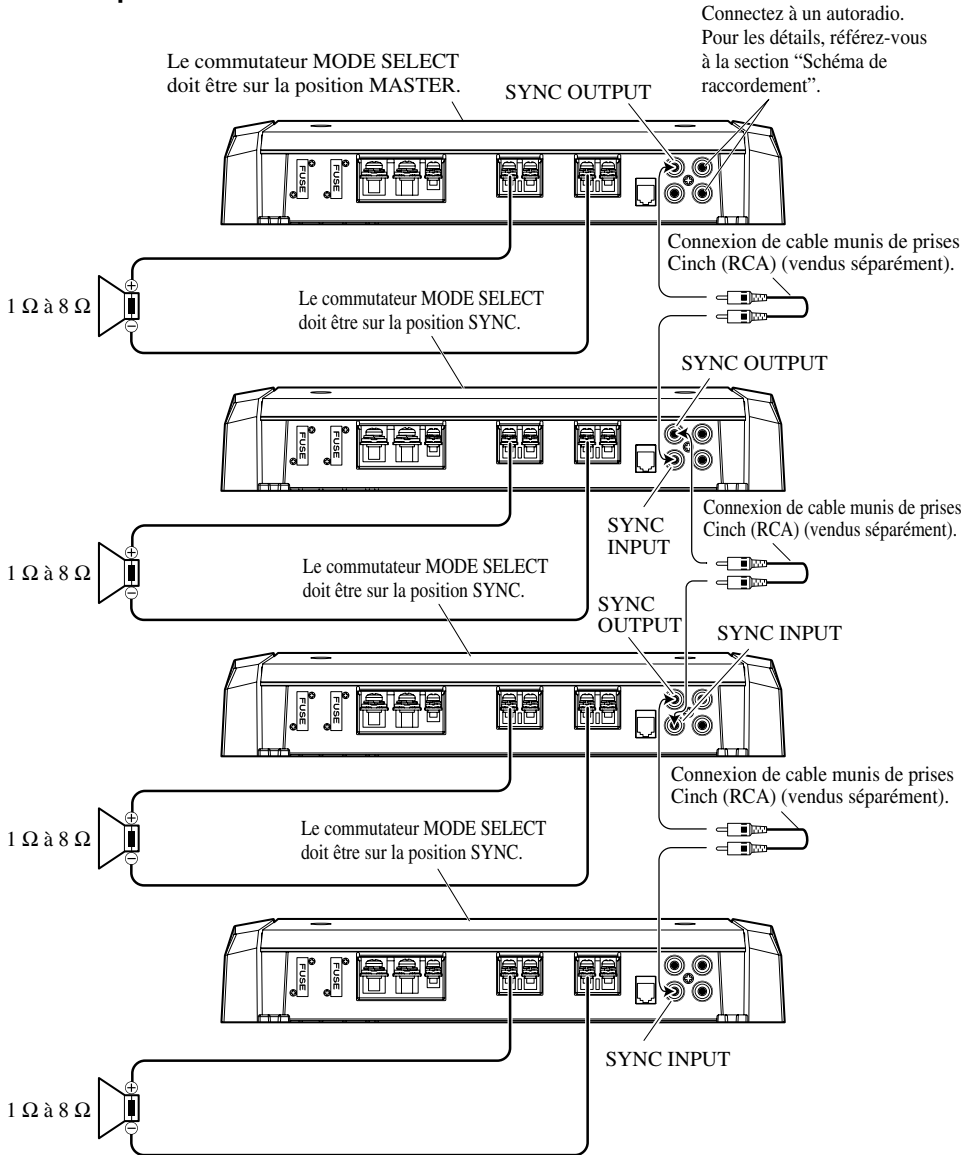 Connectez à un autoradio.
Pour les détails, référez-vous
à la section “Schéma de
raccordement”.
Le commutateur MODE SELECT
doit être sur la position MASTER.
SYNC OUTPUT
FUSE
FUSE
Connexion de cable munis de prises
Cinch (RCA) (vendus séparément).
1 Ω à 8 Ω
⊕
⊖
Le commutateur MODE SELECT
doit être sur la position SYNC.
SYNC OUTPUT
FUSE
FUSE
SYNC
INPUT
Connexion de cable munis de prises
Cinch (RCA) (vendus séparément).
1 Ω à 8 Ω
⊕
⊖
Le commutateur MODE SELECT
doit être sur la position SYNC.
SYNC
OUTPUT
SYNC INPUT
FUSE
FUSE
Connexion de cable munis de prises
Cinch (RCA) (vendus séparément).
1 Ω à 8 Ω
⊕
⊖
Le commutateur MODE SELECT
doit être sur la position SYNC.
FUSE
FUSE
SYNC INPUT
1 Ω à 8 Ω
⊕
⊖